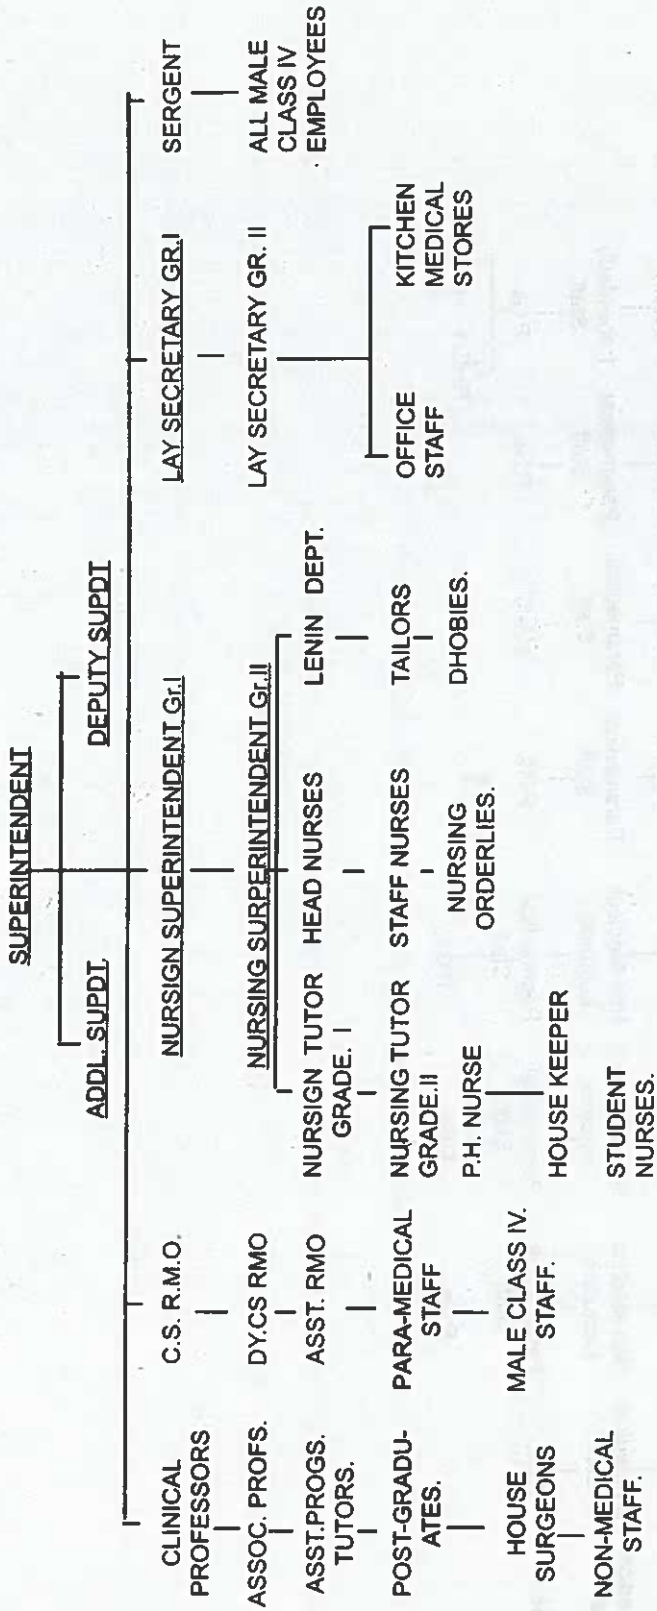 SUPERINTENDENT
ADDL. SUPDT.
DEPUTY SUPDT
CLINICAL
PROFESSORS
ASSOC. PROFS.
ASST.PROGS.
TUTORS.
POST-GRADU-
ATES.
HOUSE
SURGEONS
NON-MEDICAL
STAFF.
C.S. R.M.O.
DY.CS RMO
ASST. RMO
PARA-MEDICAL
STAFF
MALE CLASS IV.
STAFF.
NURSIGN SUPERINTENDENT Gr.I
NURSING SURPERINTENDENT Gr.II
NURSIGN TUTOR
GRADE. I
NURSING TUTOR
GRADE.II
P.H. NURSE
HOUSE KEEPER
STUDENT
NURSES.
HEAD NURSES
STAFF NURSES
NURSING
ORDERLIES.
LENIN DEPT.
TAILORS
DHOBIES.
LAY SECRETARY GR.I
LAY SECRETARY GR. II
OFFICE
STAFF
KITCHEN
MEDICAL
STORES
SERGENT
ALL MALE
CLASS IV
EMPLOYEES